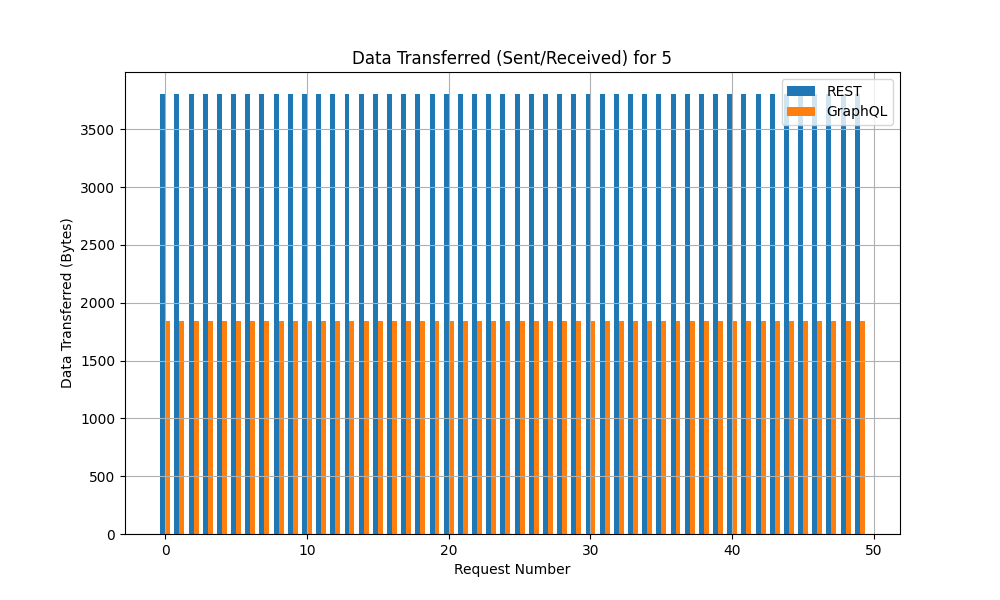 Data Transferred (Sent/Received) for 5
REST
GraphQL
Data Transferred (Bytes)
3500
3000
2500
2000
1500
1000
500
0
0 10 20 30 40 50
Request Number